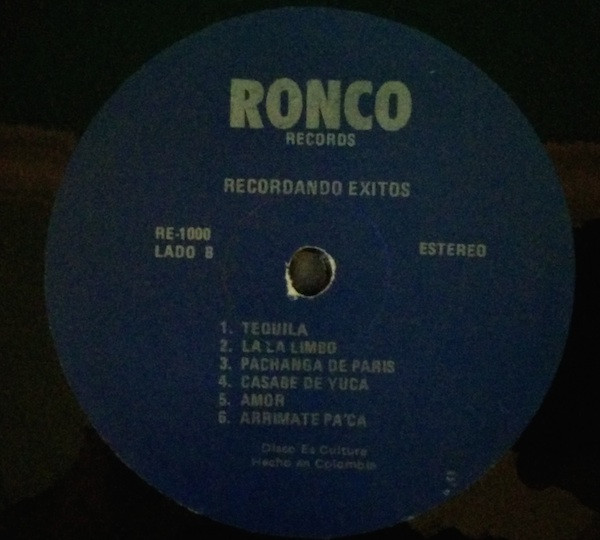 RONCO
RECORDS
RECORDANDO EXITOS
RE-1000
LADO B
ESTEREO
1. TEQUILA
2. LA LA LIMBO
3. PACHANGA DE PARIS
4. CASABE DE YUCA
5. AMOR
6. ARRIMATE PA'CA
Disco Es Cultura
Hecho en Colombia